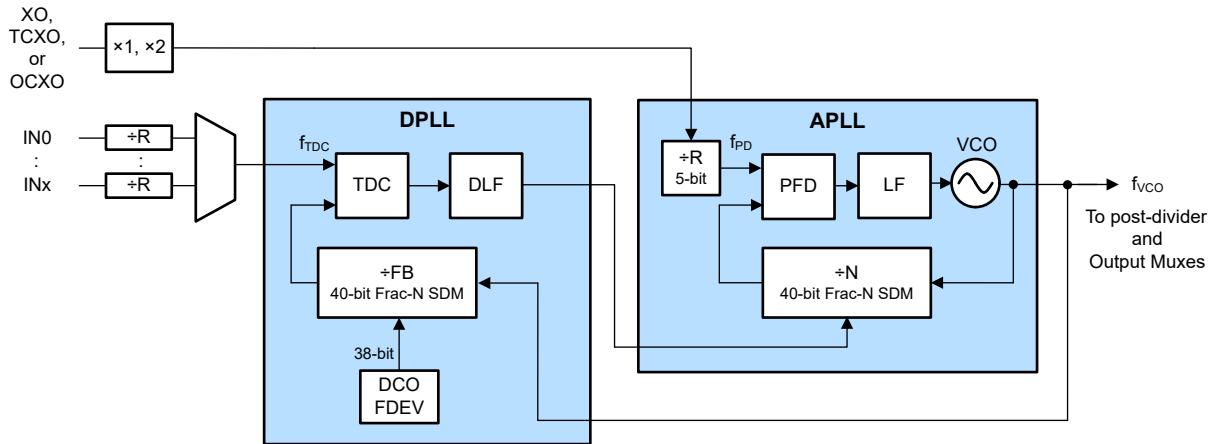 XO,
TCXO,
or
OCXO
×1, ×2
IN0
:
INx
÷R
:
÷R
DPLL
fTDC
TDC
DLF
÷FB
40-bit Frac-N SDM
38-bit
DCO
FDEV
APLL
÷R
5-bit
fPD
PFD
LF
VCO
÷N
40-bit Frac-N SDM
fVCO
To post-divider
and
Output Muxes